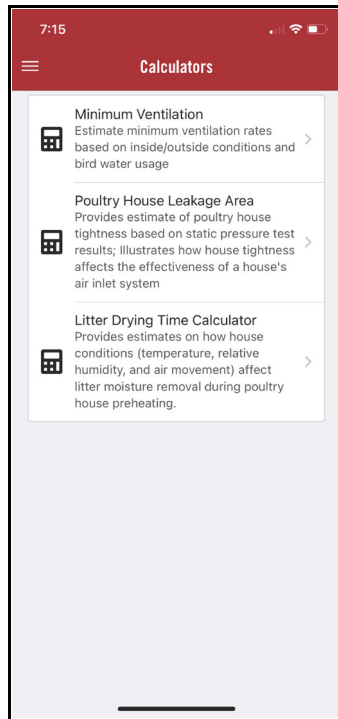 7:15
Calculators
Minimum Ventilation
Estimate minimum ventilation rates
based on inside/outside conditions and
bird water usage
Poultry House Leakage Area
Provides estimate of poultry house
tightness based on static pressure test
results; Illustrates how house tightness
affects the effectiveness of a house's
air inlet system
Litter Drying Time Calculator
Provides estimates on how house
conditions (temperature, relative
humidity, and air movement) affect
litter moisture removal during poultry
house preheating.